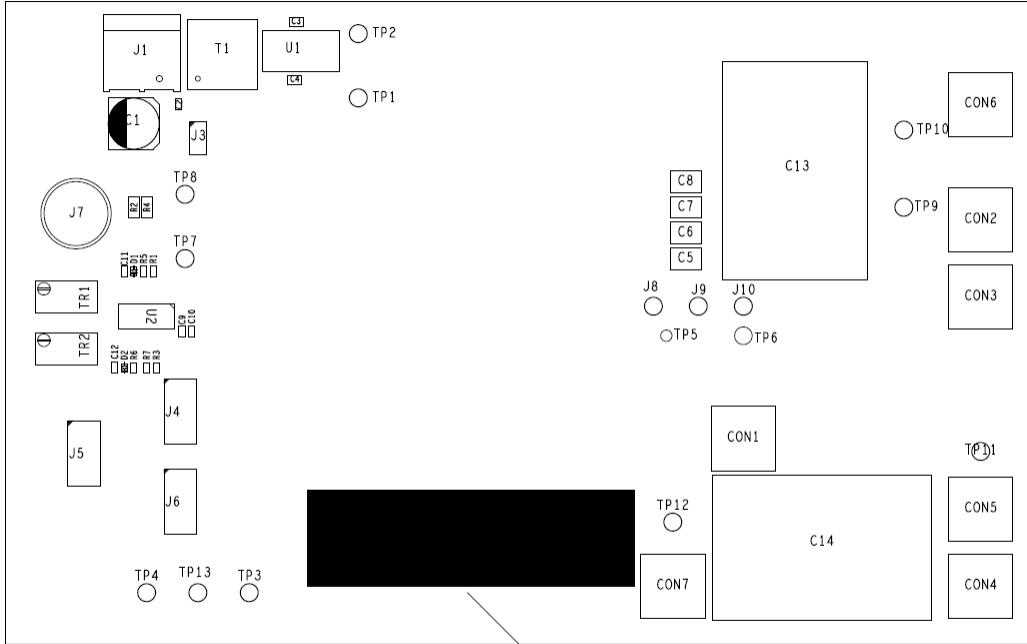 C3
J1
T1
U1
TP2
C4
TP1
C1
J3
CON6
TP10
C13
TP8
C8
R2
R4
J7
C7
TP9
CON2
C6
TP7
C5
C11
D1
R5
R1
TR1
J8
J9
J10
CON3
U2
C9
C10
TR2
TP5
TP6
C12
D2
R6
R7
R3
J4
CON1
J5
TP11
J6
TP12
CON5
C14
TP4
TP13
TP3
CON7
CON4